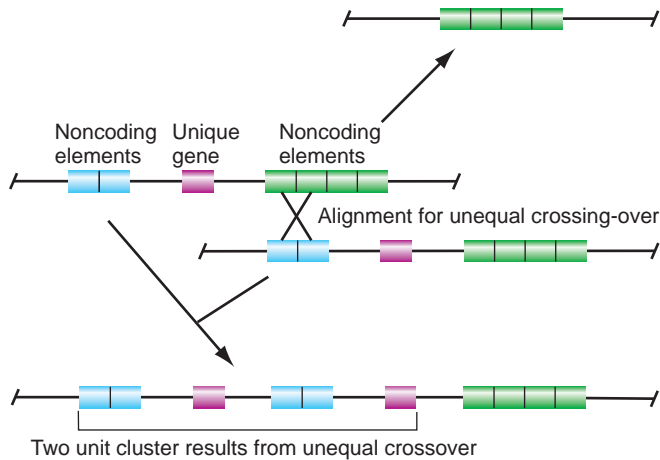 Noncoding elements
Unique gene
Noncoding elements
Alignment for unequal crossing-over
Two unit cluster results from unequal crossover